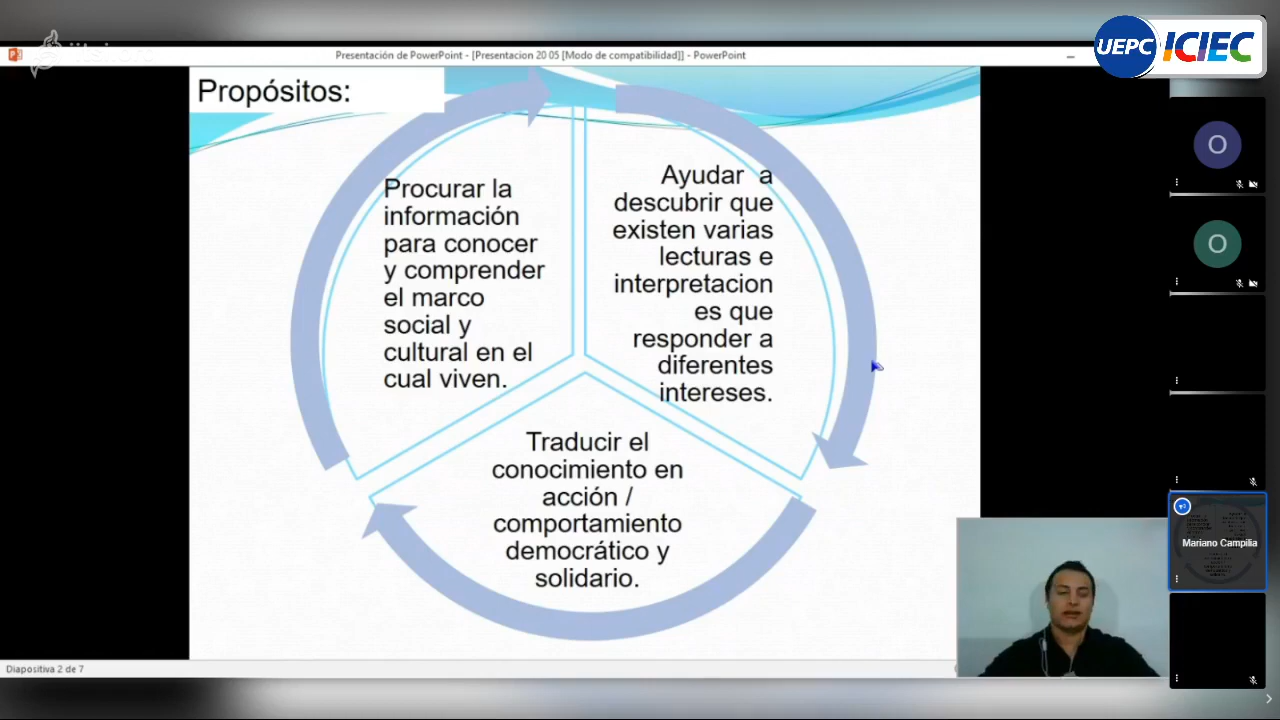 Presentación de PowerPoint - [Presentacion 20 05 [Modo de compatibilidad]] - PowerPoint
UEPC ICIEC
Propósitos:
Procurar la
información
para conocer
y comprender
el marco
social y
cultural en el
cual viven.
Ayudar a
descubrir que
existen varias
lecturas e
interpretacion
es que
responder a
diferentes
intereses.
Traducir el
conocimiento en
acción /
comportamiento
democrático y
solidario.
O
O
Mariano Campilia
Diapositiva 2 de 7